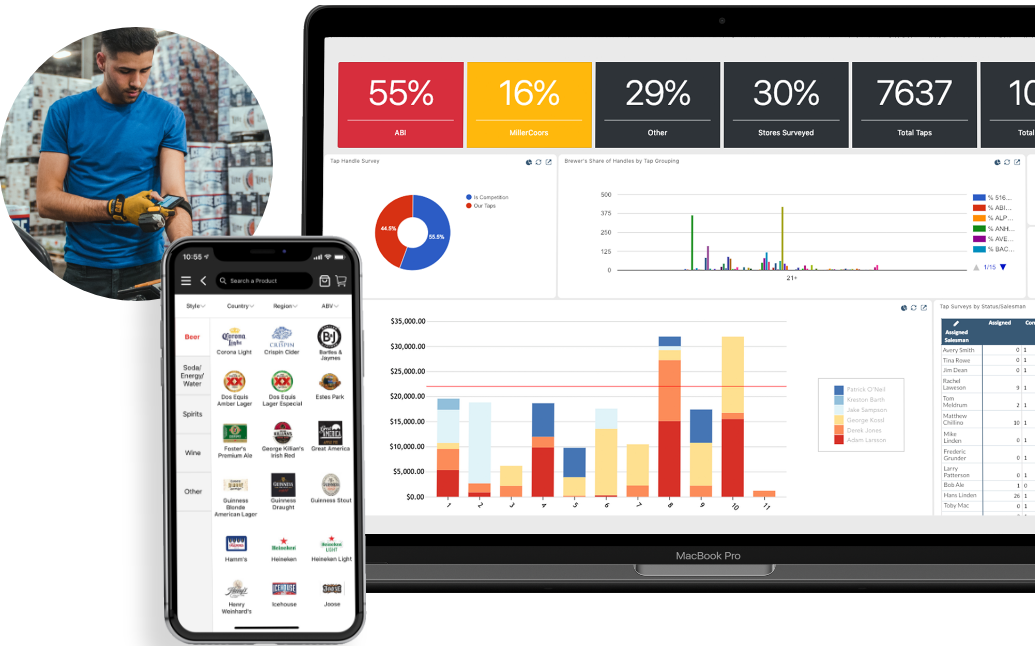 55%
ABI
16%
MillerCoors
29%
Other
30%
Stores Surveyed
7637
Total Taps
Total
Tap Handle Survey
Is Competition
Our Taps
44.5%
55.5%
Brewer's Share of Handles by Tap Grouping
500
375
250
125
0
21+
% 516...
% ABI...
% ALP...
% ANH...
% AVE...
% BAC...
1/15
$35,000.00
$30,000.00
$25,000.00
$20,000.00
$15,000.00
$10,000.00
$5,000.00
$0.00
1 2 3 4 5 6 7 8 9 10 11
Patrick O'Neil
Kreston Barth
Jake Sampson
George Kored
Derek Jones
Adam Larsson
Tap Surveys by Status/Salesman
Assigned
Salesman
Assigned
Avery Smith 0 1
Tina Rowe 0 1
Jim Dean 0 1
Rachel
Laweson 9 1
Tom
Meldrum 2 1
Matthew
Chillino 10 1
Mike
Linden 0 1
Frederic
Grunder 0 1
Larry
Patterson 0 1
Bob Ale 1 0
Hans Linden 26 1
Toby Mac 0 1
MacBook Pro
CAT
10:55
Search a Product
Style
Country
Region
ABV
Beer
Soda/
Energy/
Water
Spirits
Wine
Other
Corona Light
Crispin Cider
Bartles &
Jaymes
Dos Equis
Amber Lager
Dos Equis
Lager Especial
Estes Park
Foster's
Premium Ale
George Killian's
Irish Red
Great America
Guinness
Blonde
American Lager
Guinness
Draught
Guinness Stout
Hamm's
Heineken
Heineken Light
Henry
Weinhard's
Icehouse
Joose